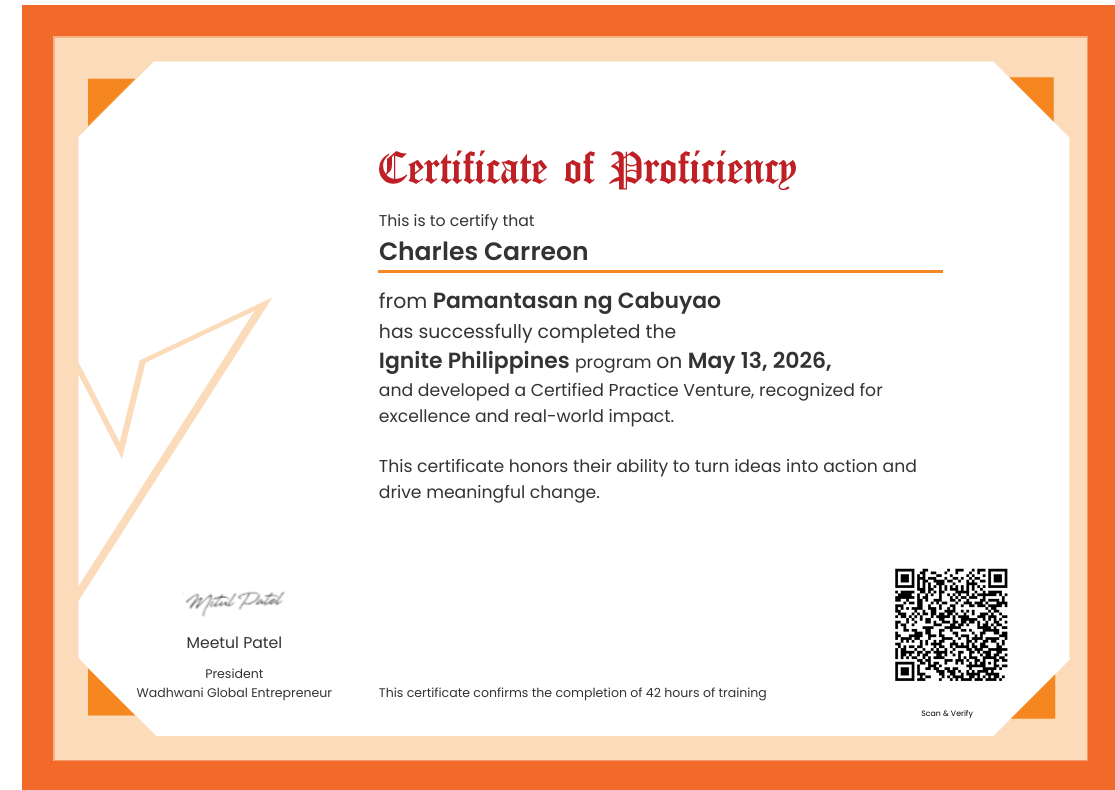 Certificate of Proficiency
This is to certify that
Charles Carreon
from Pamantasan ng Cabuyao
has successfully completed the
Ignite Philippines program on May 13, 2026,
and developed a Certified Practice Venture, recognized for
excellence and real-world impact.
This certificate honors their ability to turn ideas into action and
drive meaningful change.
Mitul Patel
Meetul Patel
President
Wadhwani Global Entrepreneur
This certificate confirms the completion of 42 hours of training
Scan & Verify